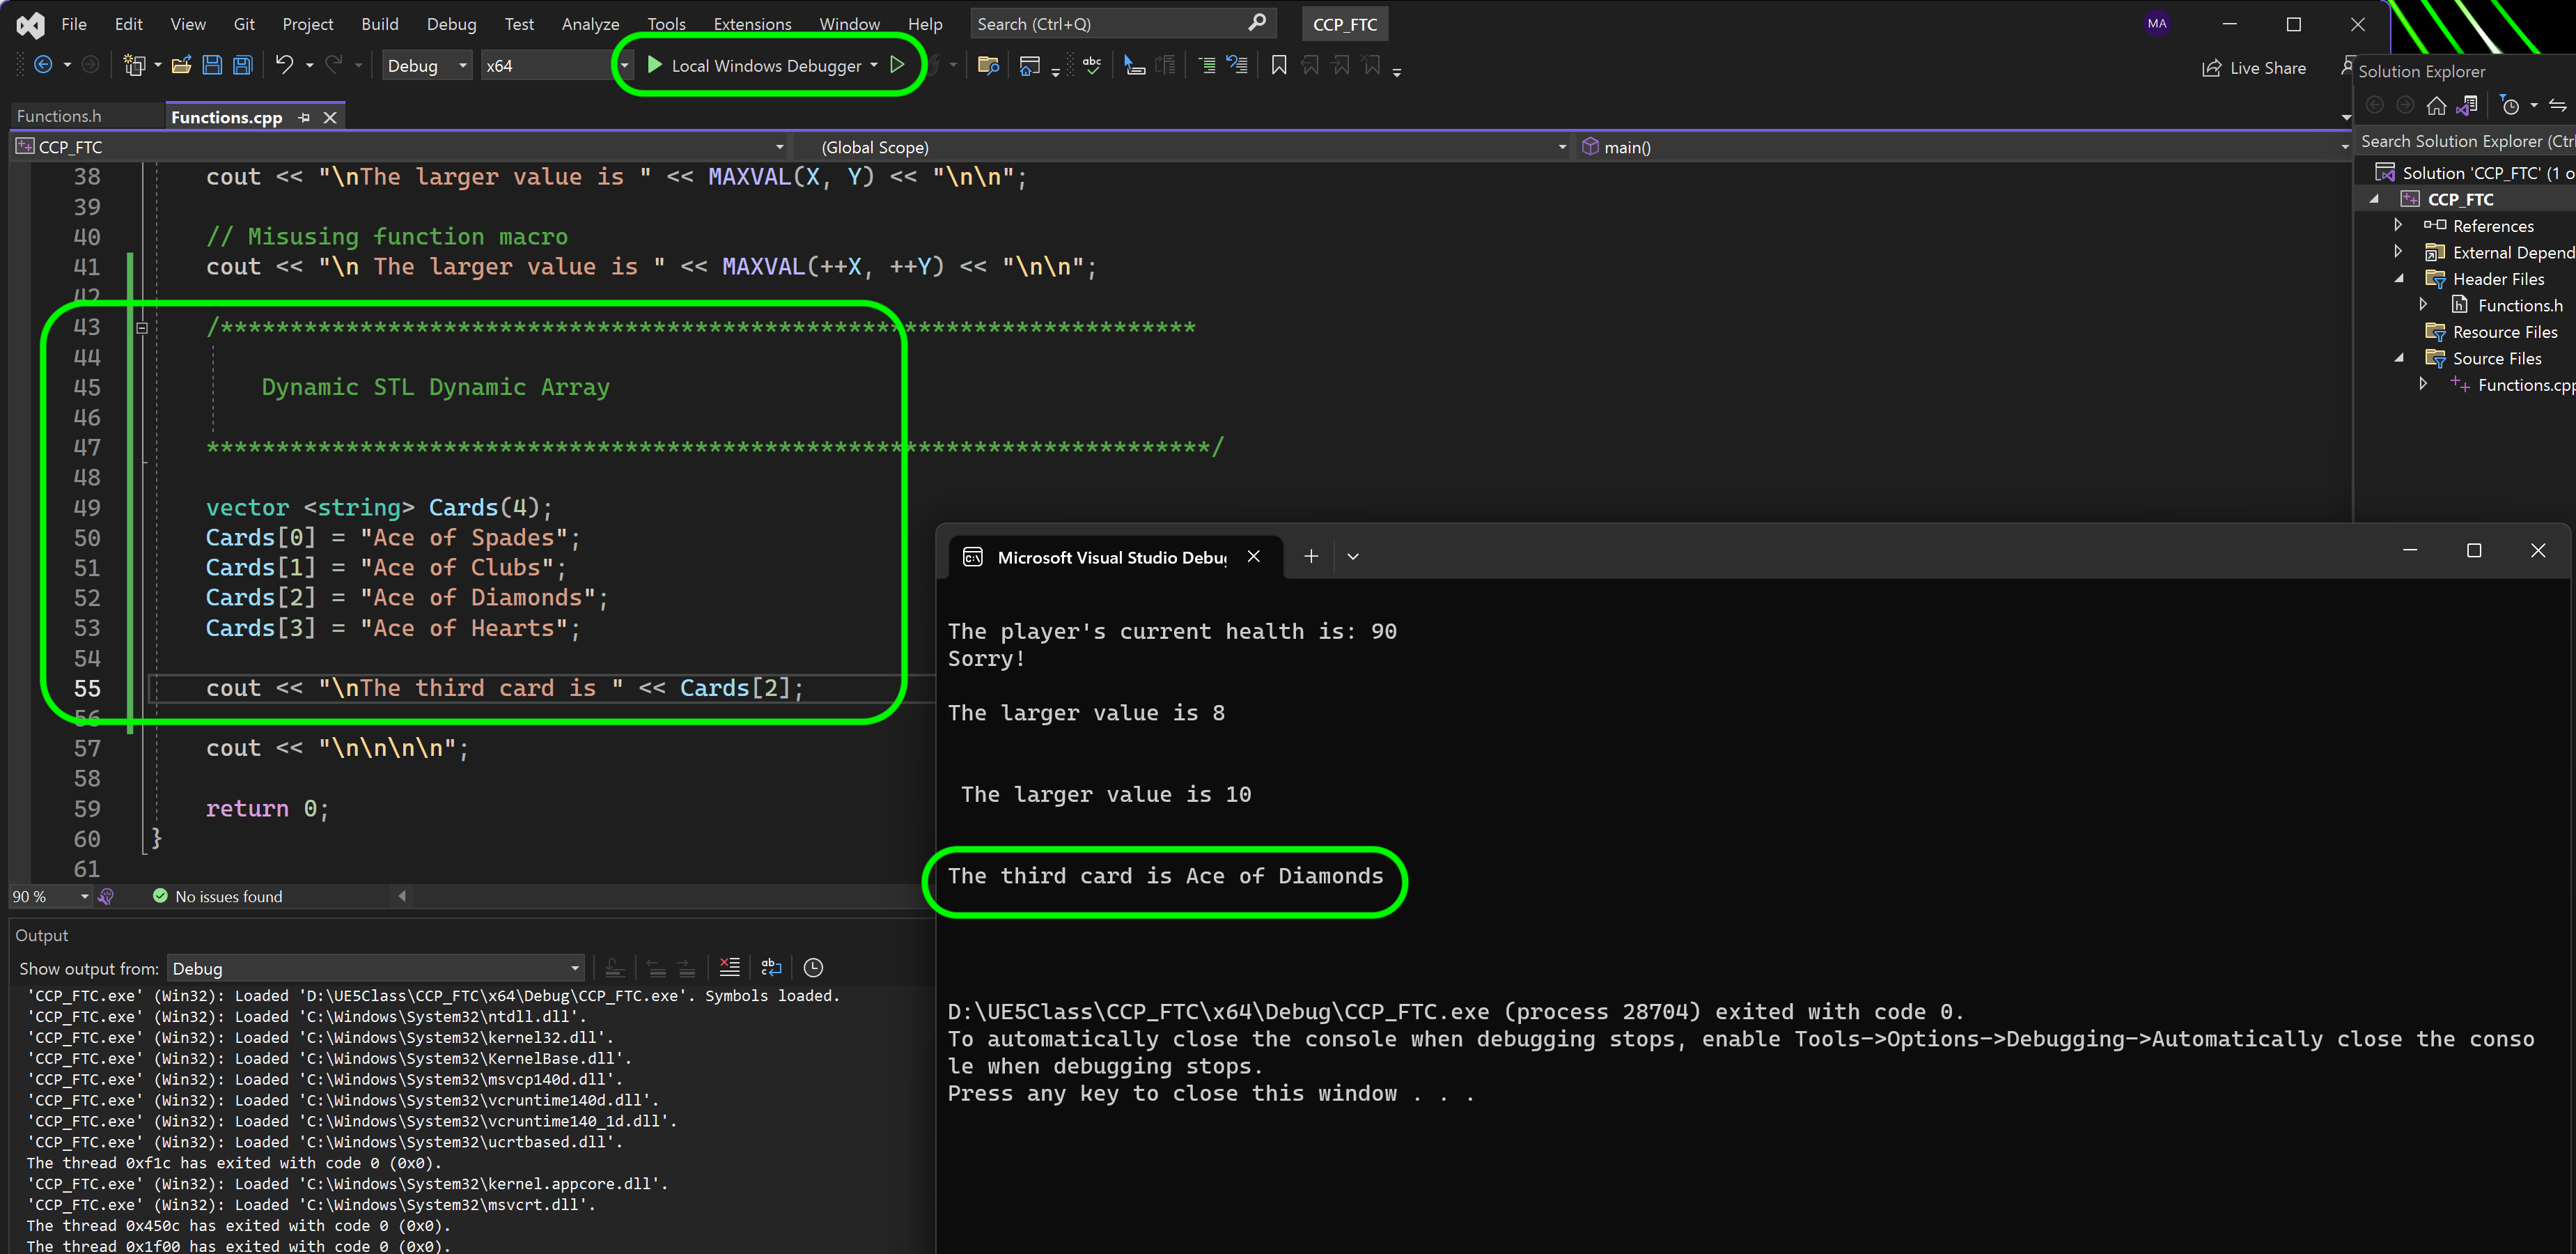 File Edit View Git Project Build Debug Test Analyze Tools Extensions Window Help Search (Ctrl+Q) CCP_FTC MA
Debug x64 Local Windows Debugger Live Share
Functions.h Functions.cpp
CCP_FTC (Global Scope) main()
38 cout << "\nThe larger value is " << MAXVAL(X, Y) << "\n\n";
39
40 // Misusing function macro
41 cout << "\n The larger value is " << MAXVAL(++X, ++Y) << "\n\n";
42
43 /**********************************************************************
44
45 Dynamic STL Dynamic Array
46
47 ************************************************************************/
48
49 vector <string> Cards(4);
50 Cards[0] = "Ace of Spades";
51 Cards[1] = "Ace of Clubs";
52 Cards[2] = "Ace of Diamonds";
53 Cards[3] = "Ace of Hearts";
54
55 cout << "\nThe third card is " << Cards[2];
56
57 cout << "\n\n\n\n";
58
59 return 0;
60 }
61
90 % No issues found
Output
Show output from: Debug
'CCP_FTC.exe' (Win32): Loaded 'D:\UE5Class\CCP_FTC\x64\Debug\CCP_FTC.exe'. Symbols loaded.
'CCP_FTC.exe' (Win32): Loaded 'C:\Windows\System32\ntdll.dll'.
'CCP_FTC.exe' (Win32): Loaded 'C:\Windows\System32\kernel32.dll'.
'CCP_FTC.exe' (Win32): Loaded 'C:\Windows\System32\KernelBase.dll'.
'CCP_FTC.exe' (Win32): Loaded 'C:\Windows\System32\msvcp140d.dll'.
'CCP_FTC.exe' (Win32): Loaded 'C:\Windows\System32\vcruntime140d.dll'.
'CCP_FTC.exe' (Win32): Loaded 'C:\Windows\System32\vcruntime140_1d.dll'.
'CCP_FTC.exe' (Win32): Loaded 'C:\Windows\System32\ucrtbased.dll'.
The thread 0xf1c has exited with code 0 (0x0).
'CCP_FTC.exe' (Win32): Loaded 'C:\Windows\System32\kernel.appcore.dll'.
'CCP_FTC.exe' (Win32): Loaded 'C:\Windows\System32\msvcrt.dll'.
The thread 0x450c has exited with code 0 (0x0).
The thread 0x1f00 has exited with code 0 (0x0).
Microsoft Visual Studio Debu
The player's current health is: 90
Sorry!
The larger value is 8
The larger value is 10
The third card is Ace of Diamonds
D:\UE5Class\CCP_FTC\x64\Debug\CCP_FTC.exe (process 28704) exited with code 0.
To automatically close the console when debugging stops, enable Tools->Options->Debugging->Automatically close the conso
le when debugging stops.
Press any key to close this window . . .
Solution Explorer
Search Solution Explorer (Ctrl
Solution 'CCP_FTC' (1 o
CCP_FTC
References
External Depend
Header Files
Functions.h
Resource Files
Source Files
Functions.cpp